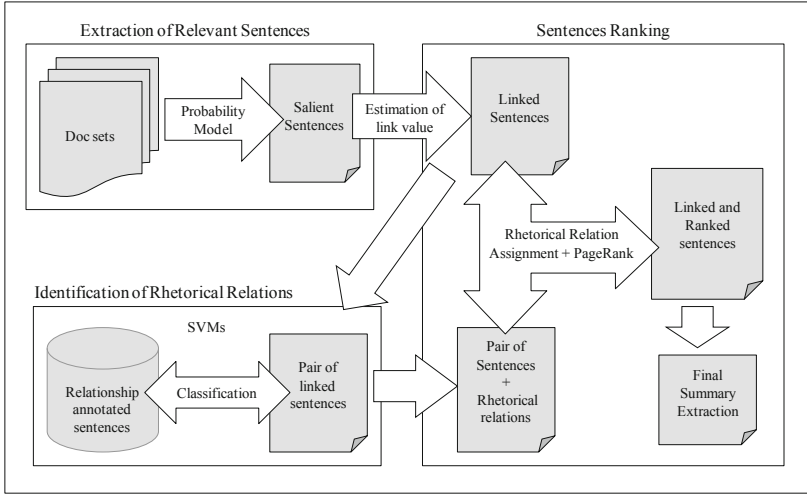 Extraction of Relevant Sentences
Doc sets
Probability
Model
Salient
Sentences
Estimation of
link value
Sentences Ranking
Linked
Sentences
Rhetorical Relation
Assignment + PageRank
Linked and
Ranked
sentences
Identification of Rhetorical Relations
SVMs
Relationship
annotated
sentences
Classification
Pair of
linked
sentences
Pair of
Sentences
+
Rhetorical
relations
Final
Summary
Extraction